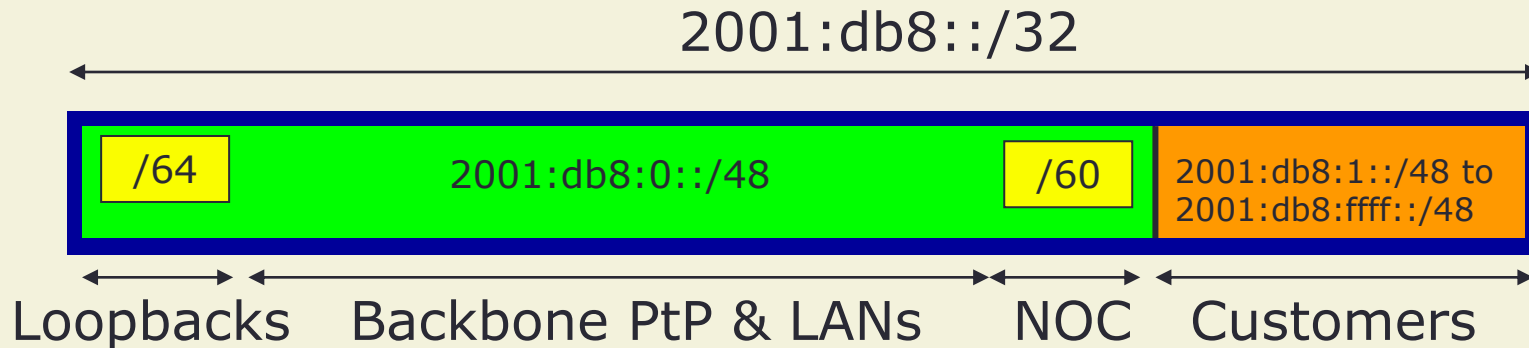 2001:db8::/32
/64
2001:db8:0::/48
/60
2001:db8:1::/48 to
2001:db8:ffff::/48
Loopbacks
Backbone PtP & LANs
NOC
Customers